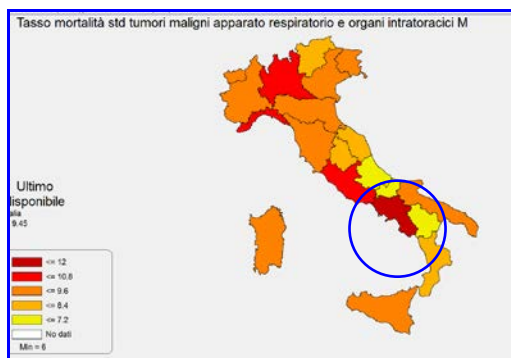 Tasso mortalità std tumori maligni apparato respiratorio e organi intratoracici M
Ultimo
disponibile
alia
9.45
<= 12
<= 10.8
<= 9.6
<= 8.4
<= 7.2
No dati
Min = 6